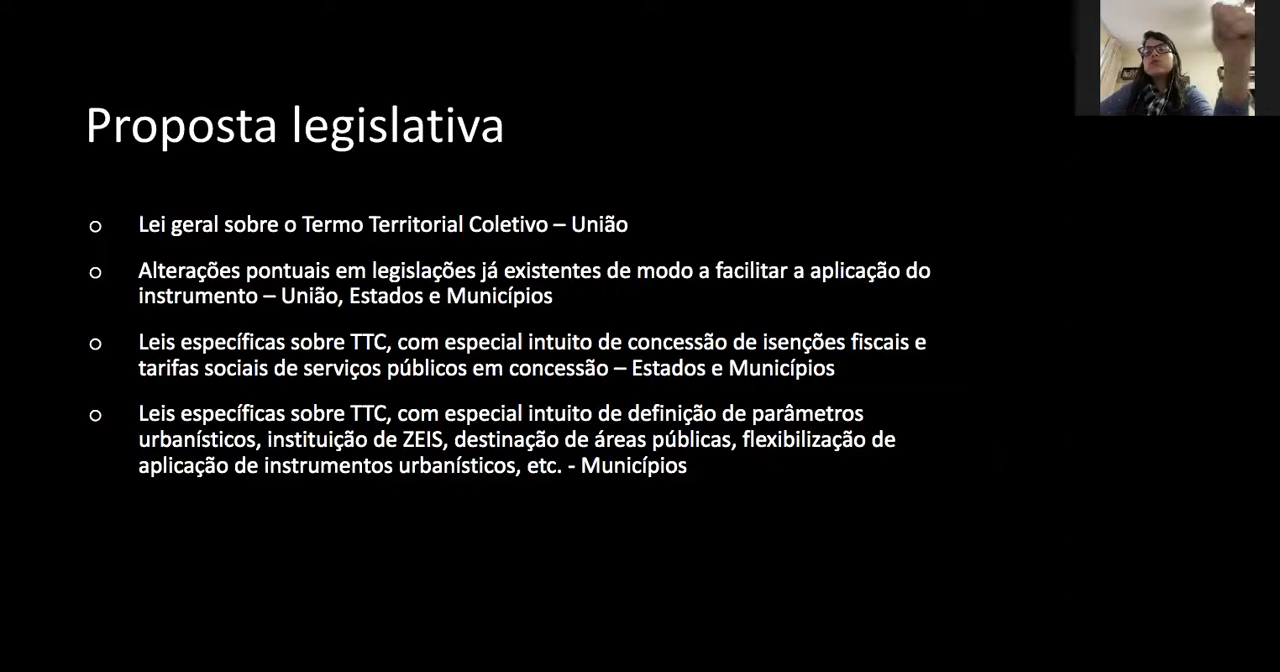 Proposta legislativa
o Lei geral sobre o Termo Territorial Coletivo – União
o Alterações pontuais em legislações já existentes de modo a facilitar a aplicação do
instrumento – União, Estados e Municípios
o Leis específicas sobre TTC, com especial intuito de concessão de isenções fiscais e
tarifas sociais de serviços públicos em concessão – Estados e Municípios
o Leis específicas sobre TTC, com especial intuito de definição de parâmetros
urbanísticos, instituição de ZEIS, destinação de áreas públicas, flexibilização de
aplicação de instrumentos urbanísticos, etc. - Municípios